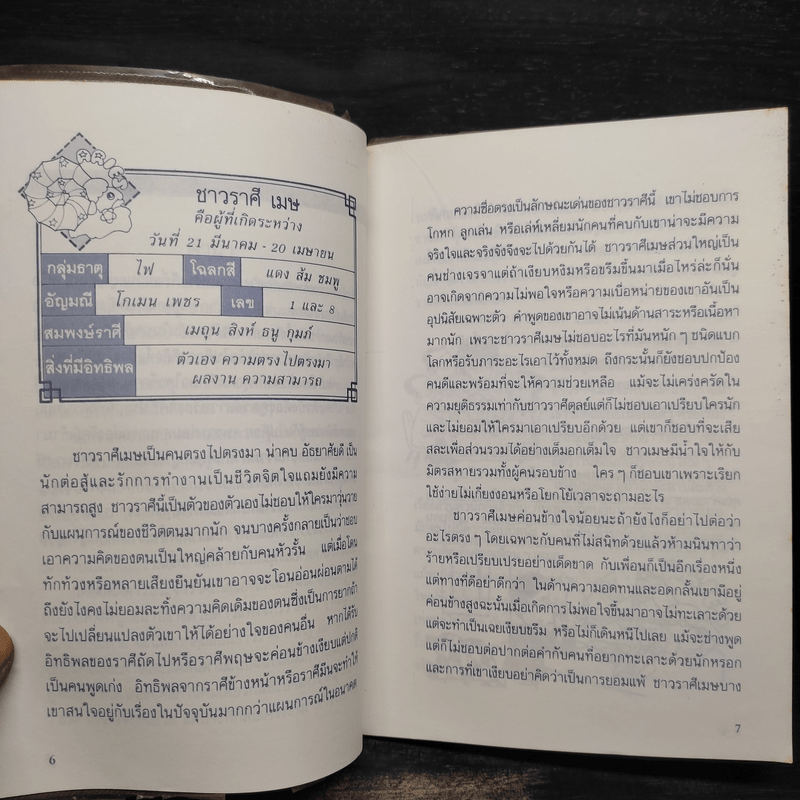 ชาวราศี เมษ
คือผู้ที่เกิดระหว่าง
วันที่ 21 มีนาคม - 20 เมษายน
กลุ่มธาตุ ไฟ โฉลกสี แดง ส้ม ชมพู
อัญมณี โกเมน เพชร เลข 1 และ 8
สมพงษ์ราศี เมถุน สิงห์ ธนู กุมภ์
สิ่งที่มีอิทธิพล ตัวเอง ความตรงไปตรงมา
ผลงาน ความสามารถ
ชาวราศีเมษเป็นคนตรงไปตรงมา น่าคบ อัธยาศัยดี เป็น
นักต่อสู้และรักการทำงานเป็นชีวิตจิตใจแถมยังมีความ
สามารถสูง ชาวราศีนี้เป็นตัวของตัวเองไม่ชอบให้ใครมาวุ่นวาย
กับแผนการณ์ของชีวิตตนมากนัก จนบางครั้งกลายเป็นว่าชอบ
เอาความคิดของตนเป็นใหญ่คล้ายกับคนหัวรั้น แต่เมื่อโดน
ทักท้วงหรือหลายเสียงยืนยันเขาอาจจะโอนอ่อนผ่อนตามได้
ถึงยังไงคงไม่ยอมละทิ้งความคิดเดิมของตนซึ่งเป็นการยากถ้า
จะไปเปลี่ยนแปลงตัวเขาให้ได้อย่างใจของคนอื่น หากได้รับ
อิทธิพลของราศีถัดไปหรือราศีพฤษจะค่อนข้างเงียบแต่ปกติ
เป็นคนพูดเก่ง อิทธิพลจากราศีข้างหน้าหรือราศีมีนจะทำให้
เขาสนใจอยู่กับเรื่องในปัจจุบันมากกว่าแผนการณ์ในอนาคต
6
ความซื่อตรงเป็นลักษณะเด่นของชาวราศีนี้ เขาไม่ชอบการ
โกหก ลูกเล่น หรือเล่ห์เหลี่ยมนักคนที่คบกับเขาน่าจะมีความ
จริงใจและจริงจังจึงจะไปด้วยกันได้ ชาวราศีเมษส่วนใหญ่เป็น
คนช่างเจรจาแต่ถ้าเงียบหงิมหรือขรึมขึ้นมาเมื่อไหร่ล่ะก็นั่น
อาจเกิดจากความไม่พอใจหรือความเบื่อหน่ายของเขาอันเป็น
อุปนิสัยเฉพาะตัว คำพูดของเขาอาจไม่เน้นด้านสาระหรือเนื้อหา
มากนัก เพราะชาวราศีเมษไม่ชอบอะไรที่มันหนัก ๆ ชนิดแบก
โลกหรือรับภาระอะไรเอาไว้ทั้งหมด ถึงกระนั้นก็ยังชอบปกป้อง
คนดีและพร้อมที่จะให้ความช่วยเหลือ แม้จะไม่เคร่งครัดใน
ความยุติธรรมเท่ากับชาวราศีตุลย์แต่ก็ไม่ชอบเอาเปรียบใครนัก
และไม่ยอมให้ใครมาเอาเปรียบอีกด้วย แต่เขาก็ชอบที่จะเสีย
สละเพื่อส่วนรวมได้อย่างเต็มอกเต็มใจ ชาวเมษมีน้ำใจให้กับ
มิตรสหายรวมทั้งผู้คนรอบข้าง ใคร ๆ ก็ชอบเขาเพราะเรียก
ใช้ง่ายไม่เกี่ยงงอนหรือโยกโย้เวลาจะถามอะไร
ชาวราศีเมษค่อนข้างใจน้อยนะถ้ายังไงก็อย่าไปต่อว่า
อะไรตรง ๆ โดยเฉพาะกับคนที่ไม่สนิทด้วยแล้วห้ามนินทาว่า
ร้ายหรือเปรียบเปรยอย่างเด็ดขาด กับเพื่อนก็เป็นอีกเรื่องหนึ่ง
แต่ทางที่ดีอย่าดีกว่า ในด้านความอดทนและอดกลั้นเขามีอยู่
ค่อนข้างสูงฉะนั้นเมื่อเกิดการไม่พอใจขึ้นมาอาจไม่ทะเลาะด้วย
แต่จะทำเป็นเฉยเงียบขรึม หรือไม่ก็เดินหนีไปเลย แม้จะช่างพูด
แต่ก็ไม่ชอบต่อปากต่อคำกับคนที่อยากทะเลาะด้วยนักหรอก
และการที่เขาเงียบอย่าคิดว่าเป็นการยอมแพ้ ชาวราศีเมษบาง
7